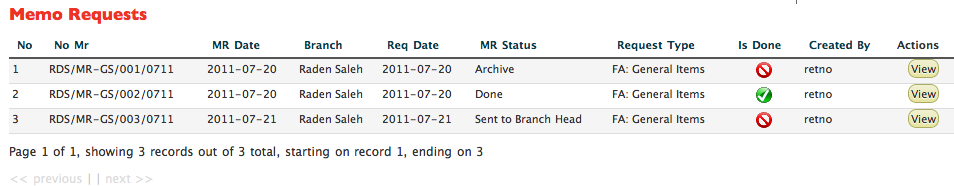 Memo Requests
No No Mr MR Date Branch Req Date MR Status Request Type Is Done Created By Actions
1 RDS/MR-GS/001/0711 2011-07-20 Raden Saleh 2011-07-20 Archive FA: General Items retno View
2 RDS/MR-GS/002/0711 2011-07-20 Raden Saleh 2011-07-20 Done FA: General Items retno View
3 RDS/MR-GS/003/0711 2011-07-21 Raden Saleh 2011-07-21 Sent to Branch Head FA: General Items retno View
Page 1 of 1, showing 3 records out of 3 total, starting on record 1, ending on 3
<< previous | | next >>